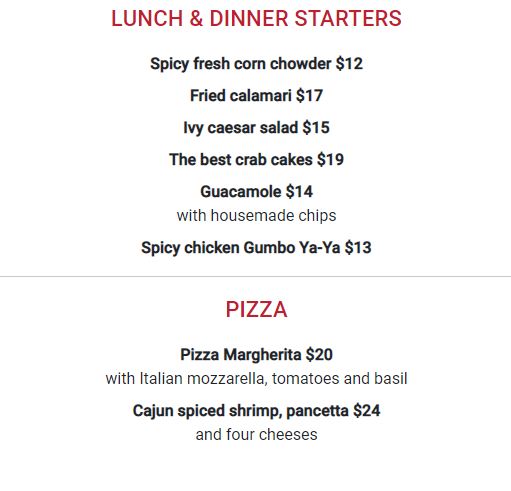 LUNCH & DINNER STARTERS
Spicy fresh corn chowder $12
Fried calamari $17
Ivy caesar salad $15
The best crab cakes $19
Guacamole $14
with housemade chips
Spicy chicken Gumbo Ya-Ya $13
PIZZA
Pizza Margherita $20
with Italian mozzarella, tomatoes and basil
Cajun spiced shrimp, pancetta $24
and four cheeses